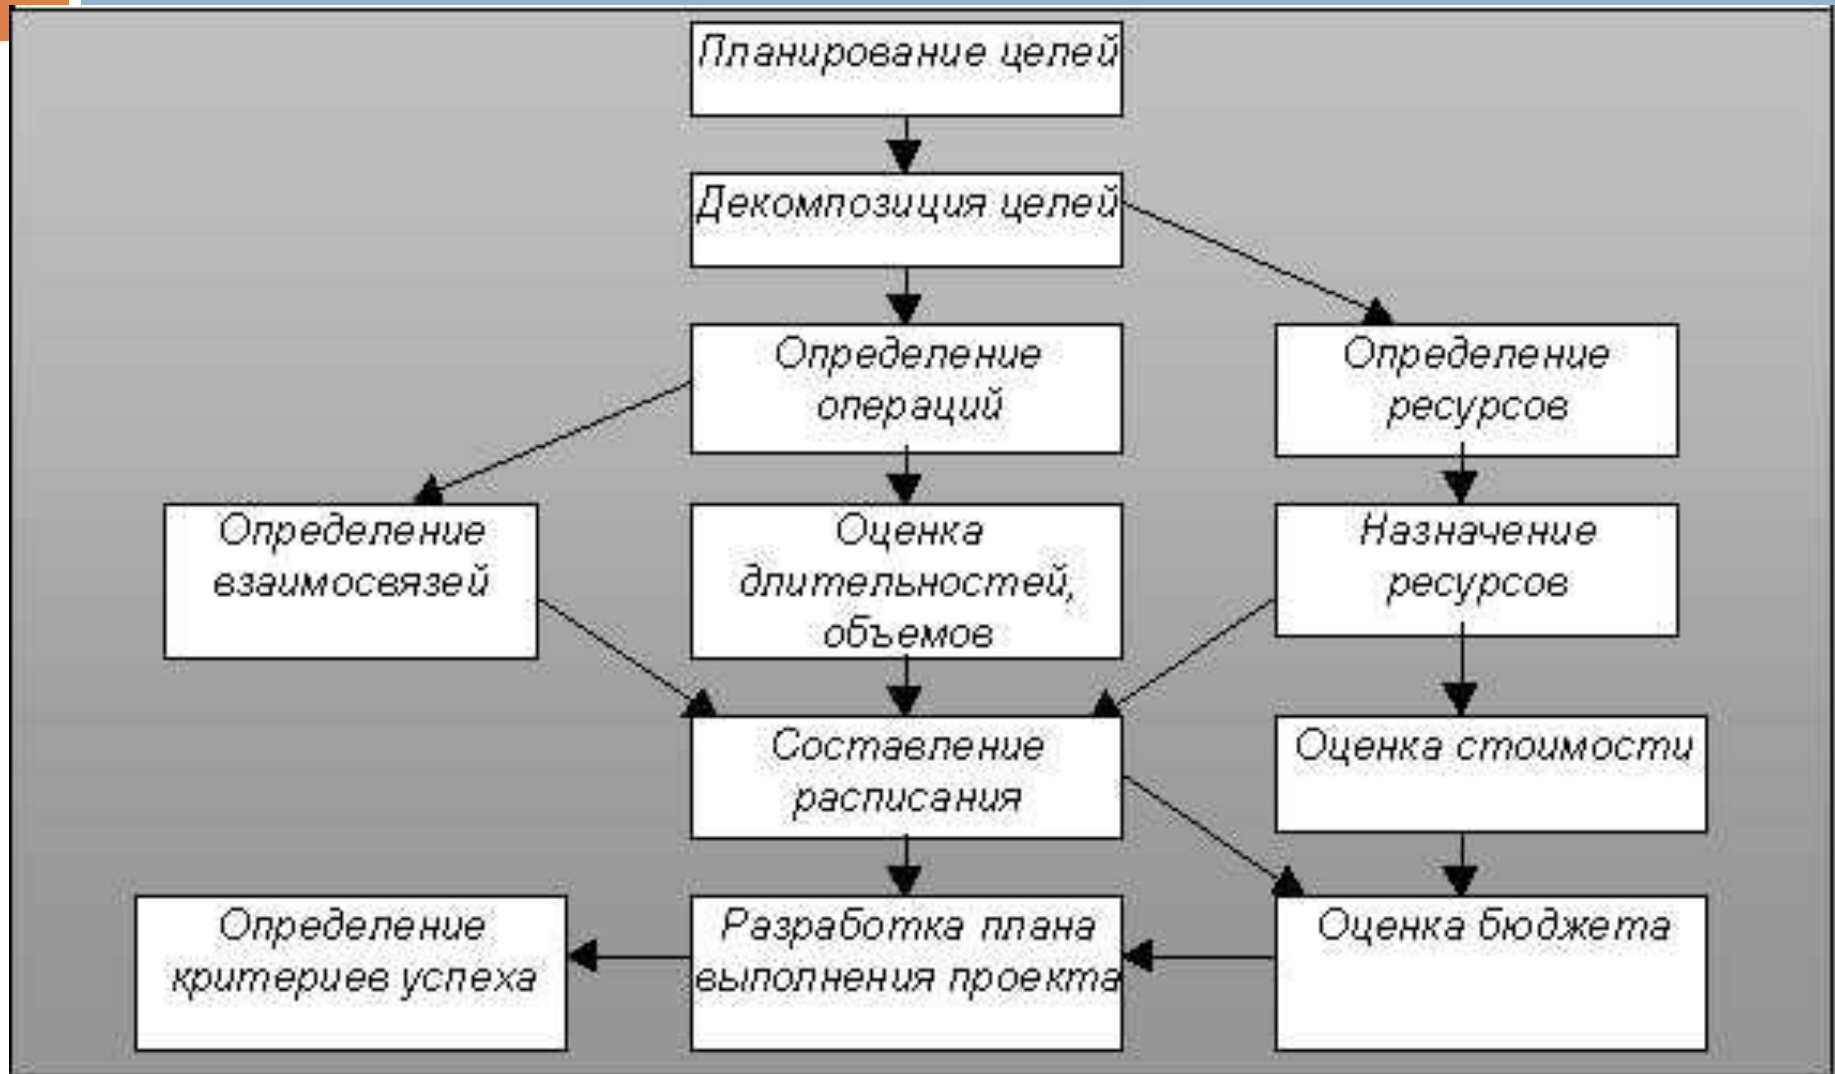 Планирование целей
Декомпозиция целей
Определение
операций
Определение
ресурсов
Определение
взаимосвязей
Оценка
длительностей,
объемов
Назначение
ресурсов
Составление
расписания
Оценка стоимости
Определение
критериев успеха
Разработка плана
выполнения проекта
Оценка бюджета